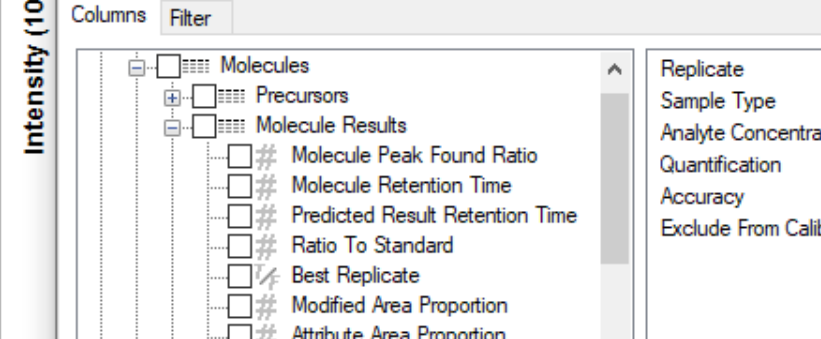 Intensity (10
Columns
Filter
Molecules
Precursors
Molecule Results
Molecule Peak Found Ratio
Molecule Retention Time
Predicted Result Retention Time
Ratio To Standard
Best Replicate
Modified Area Proportion
Attribute Area Proportion
Replicate
Sample Type
Analyte Concentra
Quantification
Accuracy
Exclude From Calib